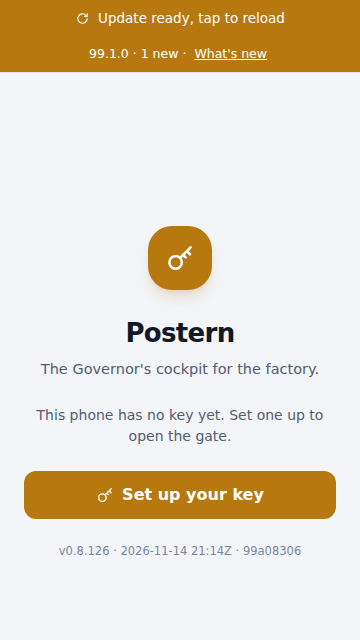 Update ready, tap to reload
99.1.0 · 1 new · What's new
Postern
The Governor's cockpit for the factory.
This phone has no key yet. Set one up to
open the gate.
Set up your key
v0.8.126 · 2026-11-14 21:14Z · 99a08306